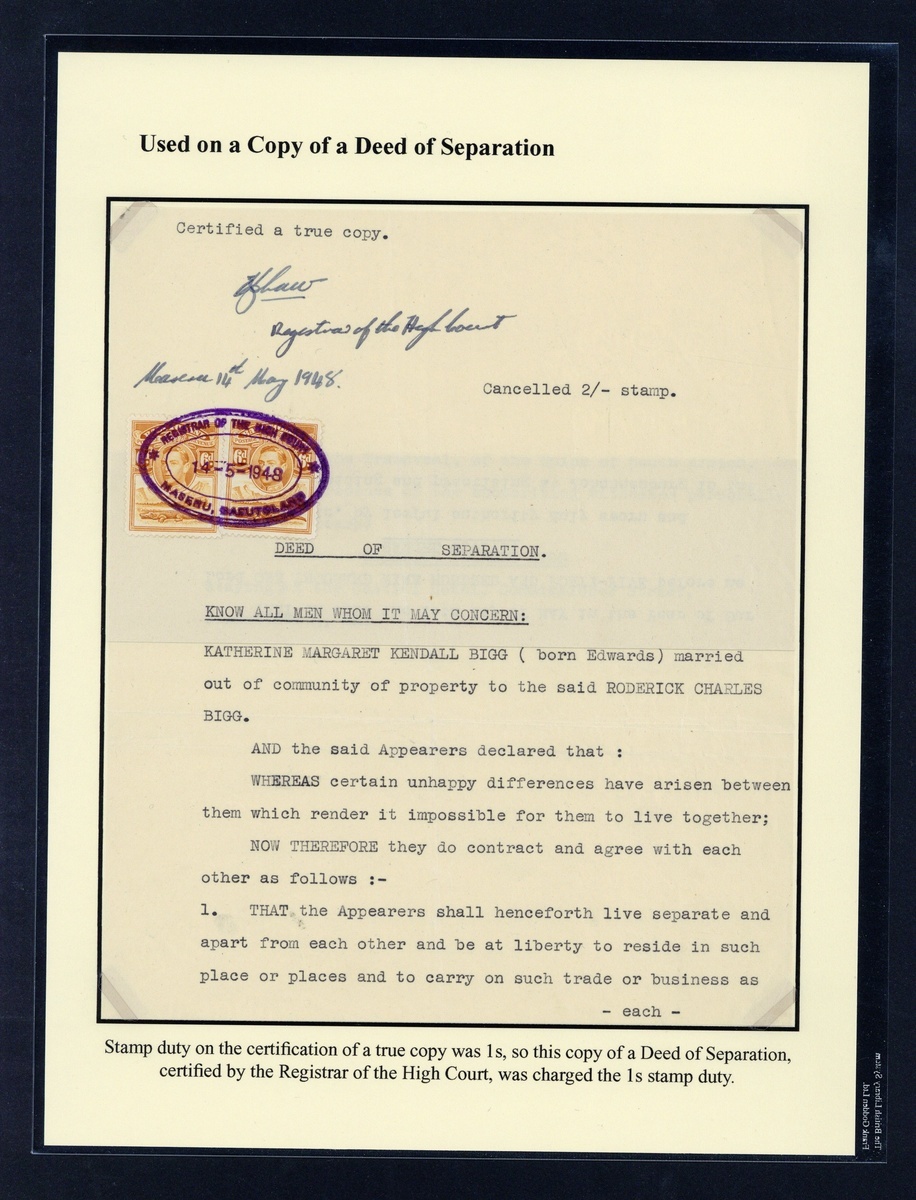 Used on a Copy of a Deed of Separation
Certified a true copy.
Registrar of the High Court
Maseru 14th May 1948.
Cancelled 2/- stamp.
REGISTRAR OF THE HIGH COURT
14-5-1948
MASERU, BASUTOLAND
DEED OF SEPARATION.
KNOW ALL MEN WHOM IT MAY CONCERN:
KATHERINE MARGARET KENDALL BIGG ( born Edwards) married
out of community of property to the said RODERICK CHARLES
BIGG.
AND the said Appearers declared that :
WHEREAS certain unhappy differences have arisen between
them which render it impossible for them to live together;
NOW THEREFORE they do contract and agree with each
other as follows :-
1. THAT the Appearers shall henceforth live separate and
apart from each other and be at liberty to reside in such
place or places and to carry on such trade or business as
- each -
Stamp duty on the certification of a true copy was 1s, so this copy of a Deed of Separation,
certified by the Registrar of the High Court, was charged the 1s stamp duty.
The British Library System
Frank Godden Ltd.